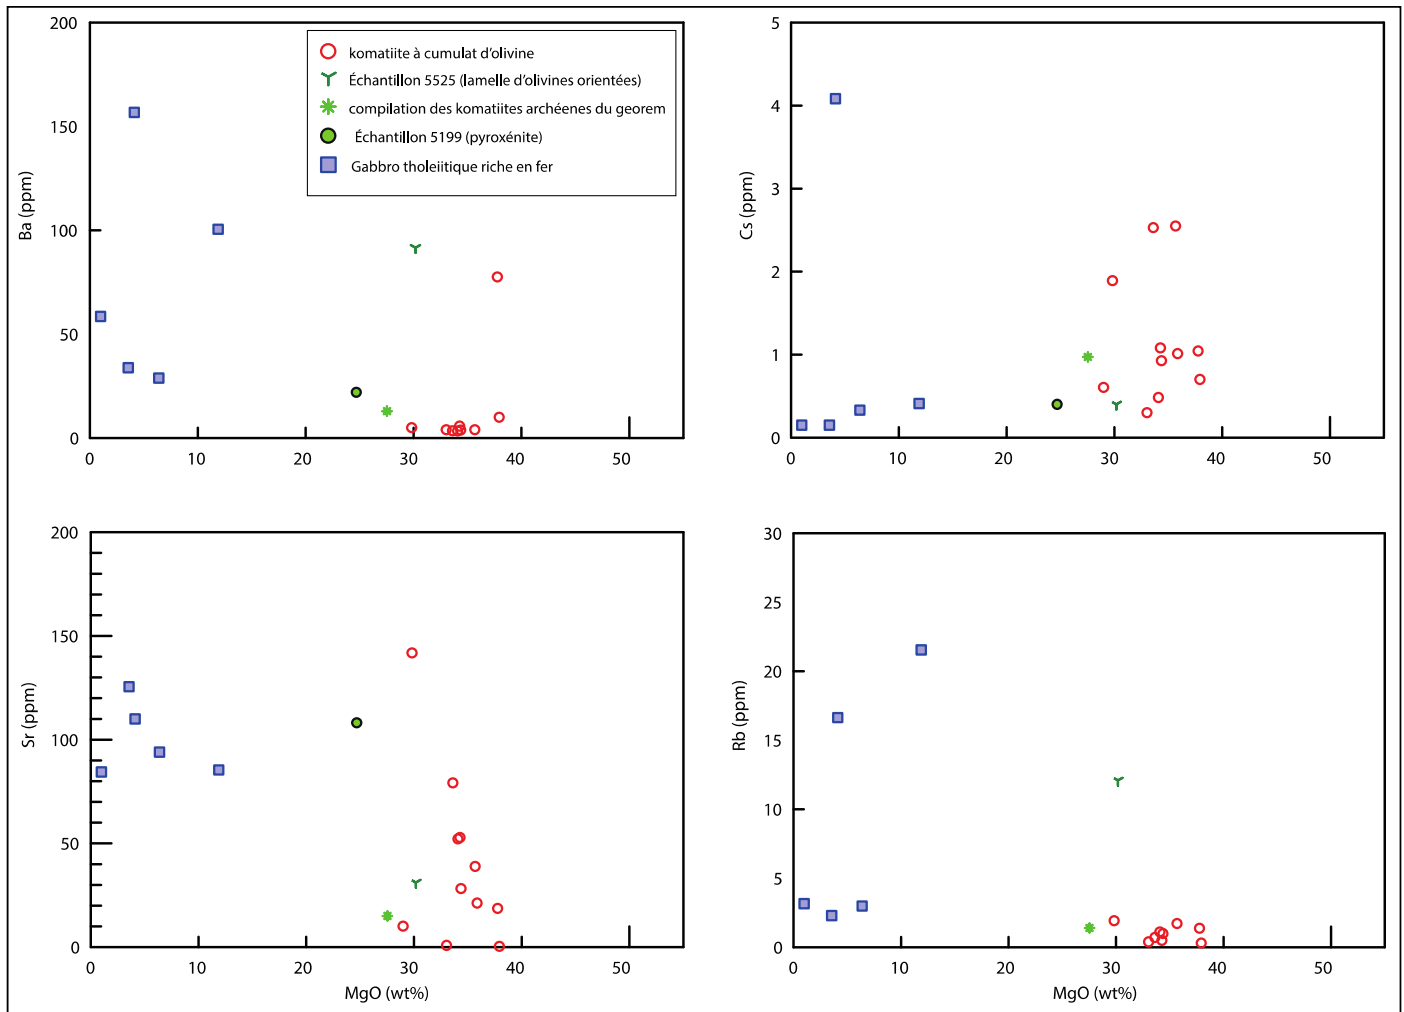 200
150
100
50
0
Ba (ppm)
0 10 20 30 40 50
komatiite à cumulat d'olivine
Échantillon 5525 (lamelle d'olivines orientées)
compilation des komatiites archéenes du georem
Échantillon 5199 (pyroxénite)
Gabbro tholeiitique riche en fer
5
4
3
2
1
0
Cs (ppm)
0 10 20 30 40 50
200
150
100
50
0
Sr (ppm)
0 10 20 30 40 50
MgO (wt%)
30
25
20
15
10
5
0
Rb (ppm)
0 10 20 30 40 50
MgO (wt%)